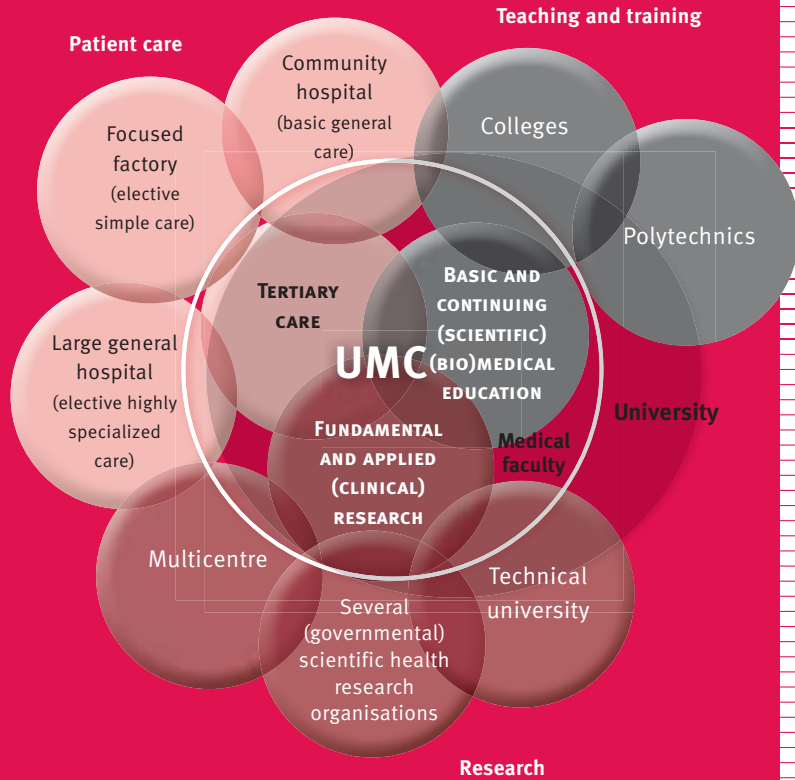 Teaching and training
Patient care
Community
hospital
(basic general
care)
Focused
factory
(elective
simple care)
Colleges
Polytechnics
Tertiary
care
Basic and
continuing
(scientific)
(bio)medical
education
UMC
Large general
hospital
(elective highly
specialized
care)
University
Medical
faculty
Fundamental
and applied
(clinical)
research
Multicentre
Technical
university
Several
(governmental)
scientific health
research
organisations
Research